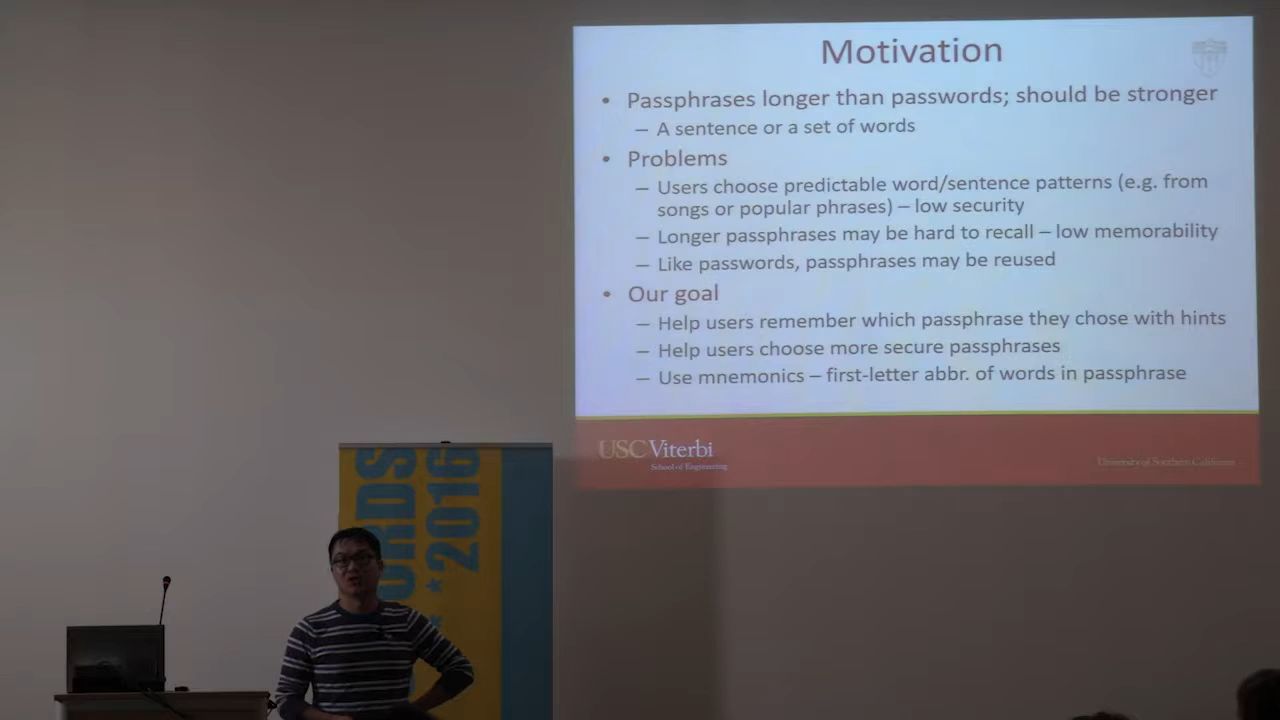 Motivation
• Passphrases longer than passwords; should be stronger
– A sentence or a set of words
• Problems
– Users choose predictable word/sentence patterns (e.g. from
songs or popular phrases) – low security
– Longer passphrases may be hard to recall – low memorability
– Like passwords, passphrases may be reused
• Our goal
– Help users remember which passphrase they chose with hints
– Help users choose more secure passphrases
– Use mnemonics – first-letter abbr. of words in passphrase
USC Viterbi
School of Engineering
University of Southern California
ORDS
*2016